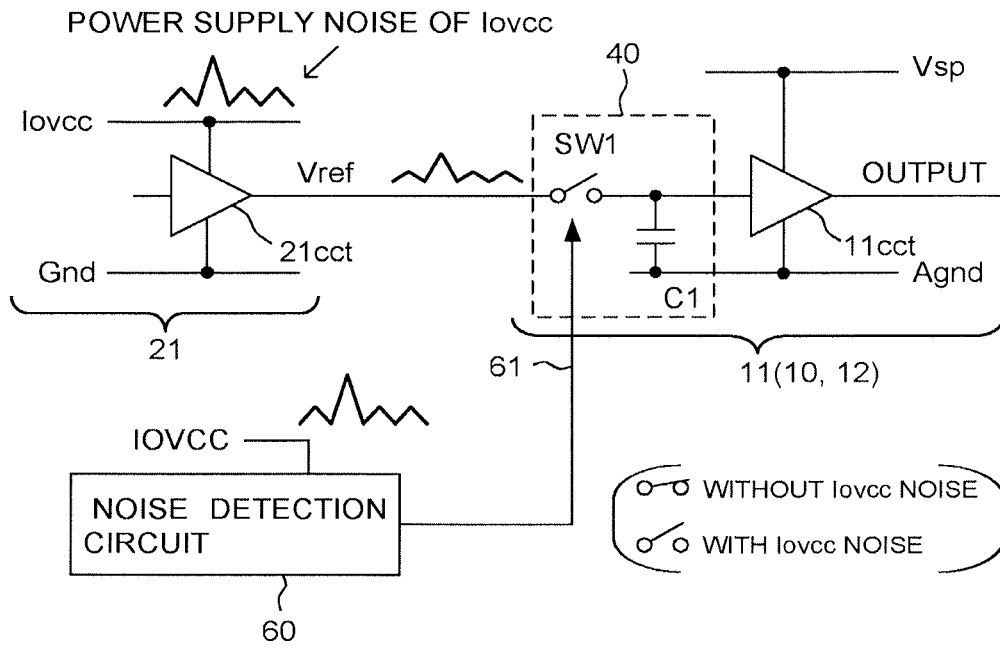 POWER SUPPLY NOISE OF Iovcc
40
Vsp
Iovcc
SW1
Vref
OUTPUT
21cct
11cct
Gnd
Agnd
C1
21
61
11(10, 12)
IOVCC
NOISE DETECTION
CIRCUIT
WITHOUT Iovcc NOISE
WITH Iovcc NOISE
60